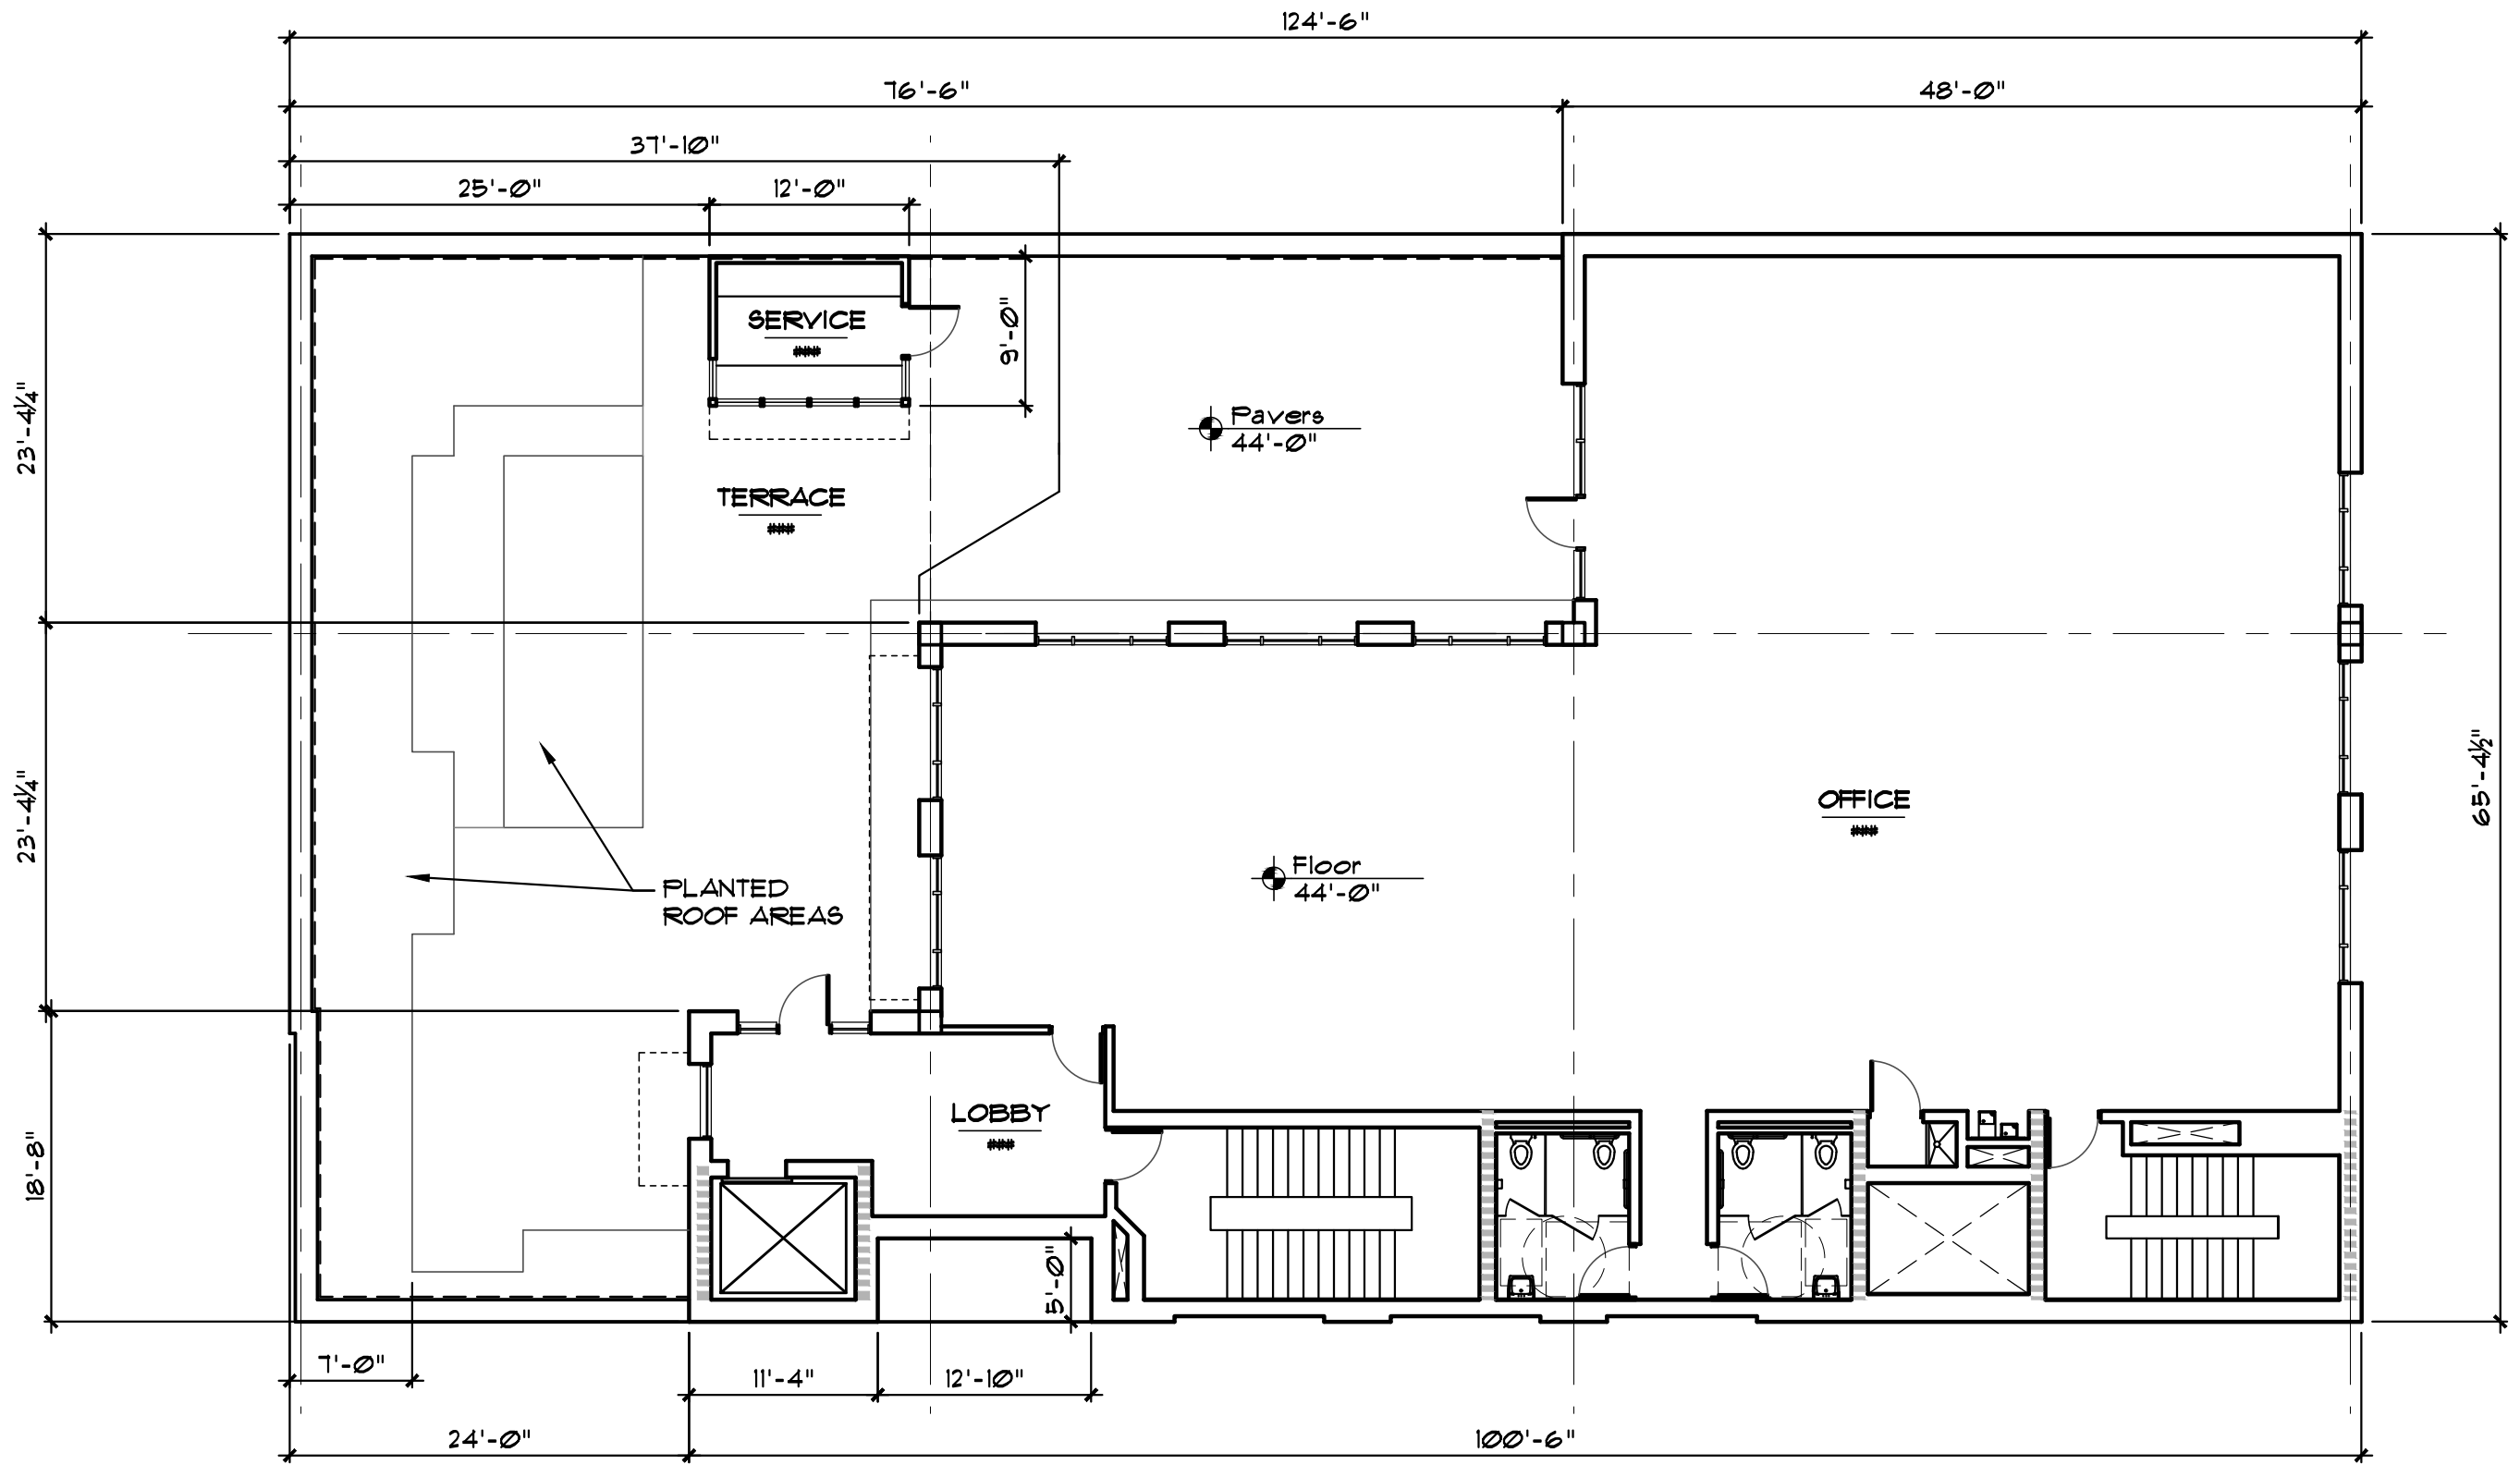 124'-6"
76'-6"
48'-0"
37'-10"
25'-0"
12'-0"
SERVICE
###
9'-0"
23'-4¼"
Pavers
44'-0"
TERRACE
###
23'-4¼"
65'-4½"
OFFICE
###
Floor
44'-0"
PLANTED
ROOF AREAS
LOBBY
###
18'-8"
5'-0"
7'-0"
11'-4"
12'-10"
24'-0"
100'-6"